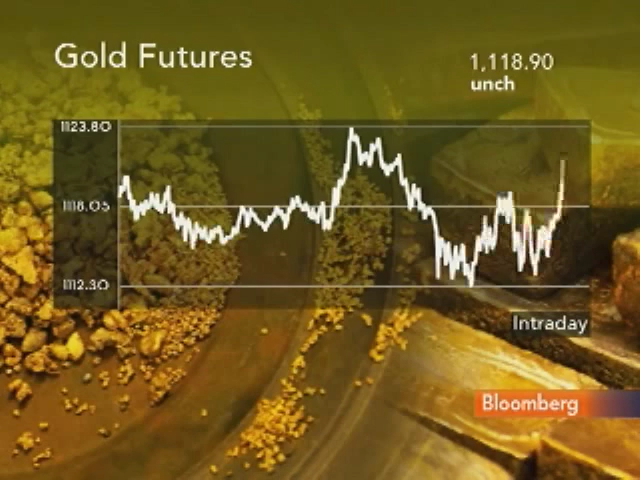 Gold Futures
1,118.90
unch
1123.80
1118.05
1112.30
Intraday
Bloomberg